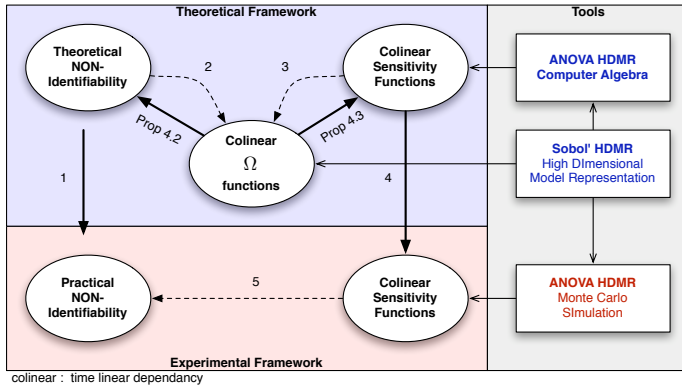 Theoretical Framework
Tools
Theoretical
NON-
Identifiability
2
3
Colinear
Sensitivity
Functions
ANOVA HDMR
Computer Algebra
Prop 4.2
Prop 4.3
Colinear
Ω
functions
Sobol' HDMR
High DImensional
Model Representation
1
4
Practical
NON-
Identifiability
5
Colinear
Sensitivity
Functions
ANOVA HDMR
Monte Carlo
SImulation
Experimental Framework
colinear : time linear dependancy